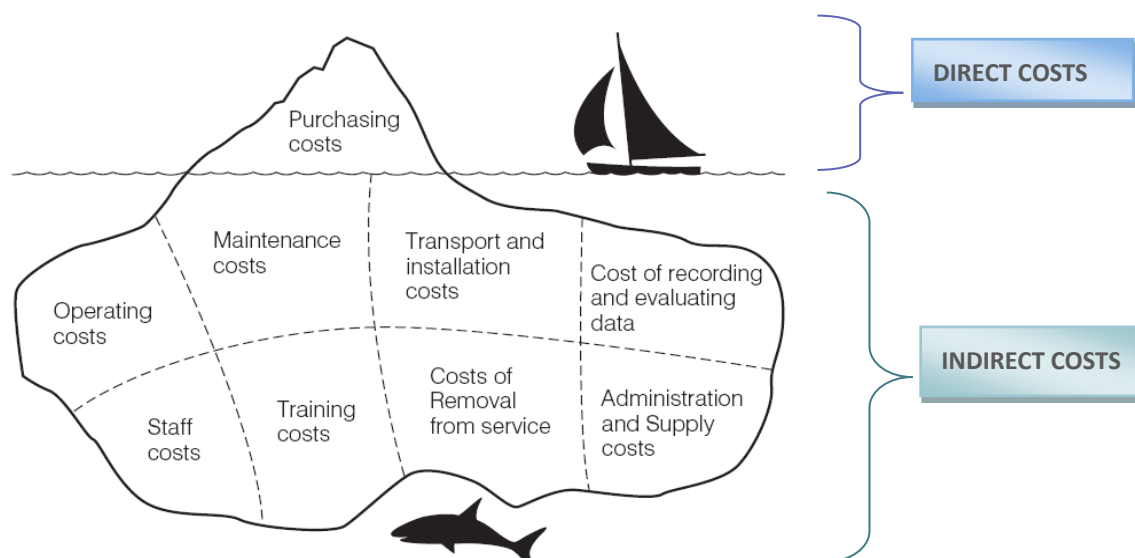 DIRECT COSTS
Purchasing
costs
Maintenance
costs
Transport and
installation
costs
Cost of recording
and evaluating
data
Operating
costs
INDIRECT COSTS
Staff
costs
Training
costs
Costs of
Removal
from service
Administration
and Supply
costs